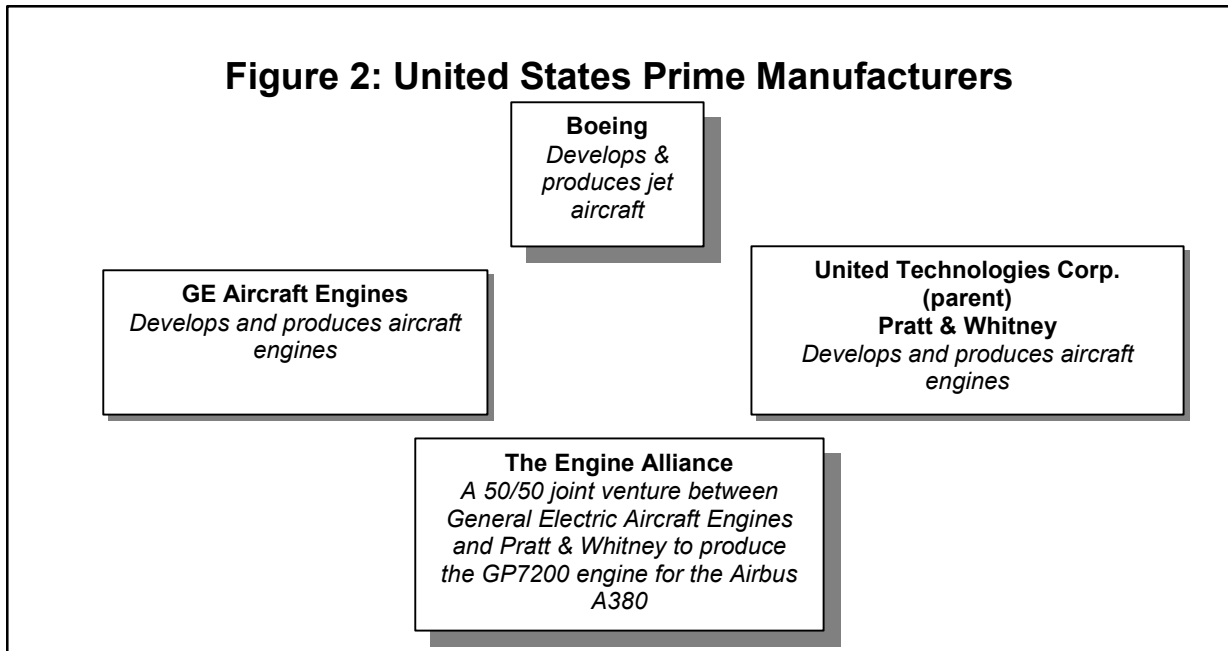 Figure 2: United States Prime Manufacturers
Boeing
Develops &
produces jet
aircraft
GE Aircraft Engines
Develops and produces aircraft
engines
United Technologies Corp.
(parent)
Pratt & Whitney
Develops and produces aircraft
engines
The Engine Alliance
A 50/50 joint venture between
General Electric Aircraft Engines
and Pratt & Whitney to produce
the GP7200 engine for the Airbus
A380